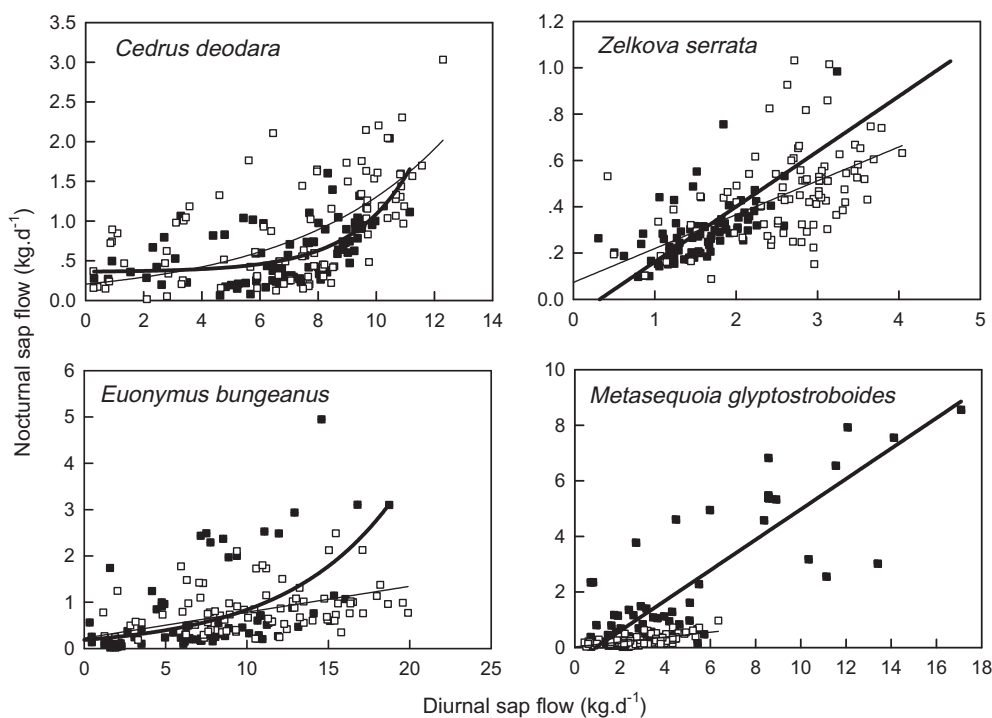 Cedrus deodara
3.5
3.0
2.5
2.0
1.5
1.0
0.5
0.0
0 2 4 6 8 10 12 14
Zelkova serrata
1.2
1.0
.8
.6
.4
.2
0.0
0 1 2 3 4 5
Nocturnal sap flow (kg.d-1)
Euonymus bungeanus
6
5
4
3
2
1
0
0 5 10 15 20 25
Metasequoia glyptostroboides
10
8
6
4
2
0
0 2 4 6 8 10 12 14 16 18
Diurnal sap flow (kg.d-1)